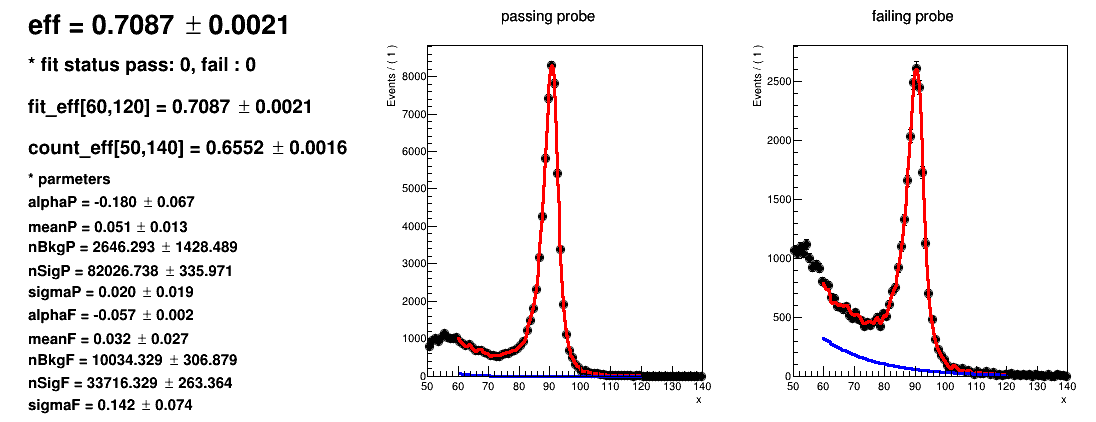 eff = 0.7087 ± 0.0021
* fit status pass: 0, fail : 0
fit_eff[60,120] = 0.7087 ± 0.0021
count_eff[50,140] = 0.6552 ± 0.0016
* parmeters
alphaP = -0.180 ± 0.067
meanP = 0.051 ± 0.013
nBkgP = 2646.293 ± 1428.489
nSigP = 82026.738 ± 335.971
sigmaP = 0.020 ± 0.019
alphaF = -0.057 ± 0.002
meanF = 0.032 ± 0.027
nBkgF = 10034.329 ± 306.879
nSigF = 33716.329 ± 263.364
sigmaF = 0.142 ± 0.074
passing probe
Events / ( 1 )
8000
7000
6000
5000
4000
3000
2000
1000
0
50 60 70 80 90 100 110 120 130 140
x
failing probe
Events / ( 1 )
2500
2000
1500
1000
500
0
50 60 70 80 90 100 110 120 130 140
x